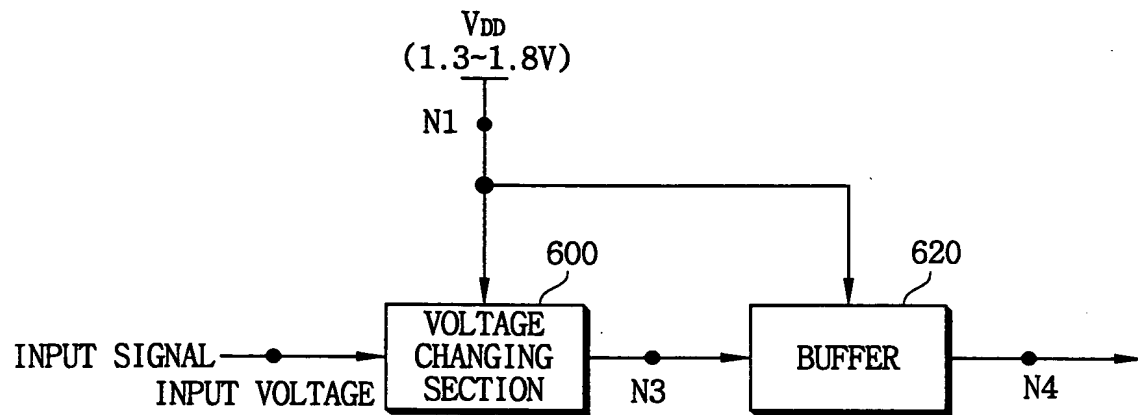 VDD
(1.3~1.8V)
N1
600
620
VOLTAGE
CHANGING
SECTION
BUFFER
INPUT SIGNAL
INPUT VOLTAGE
N3
N4